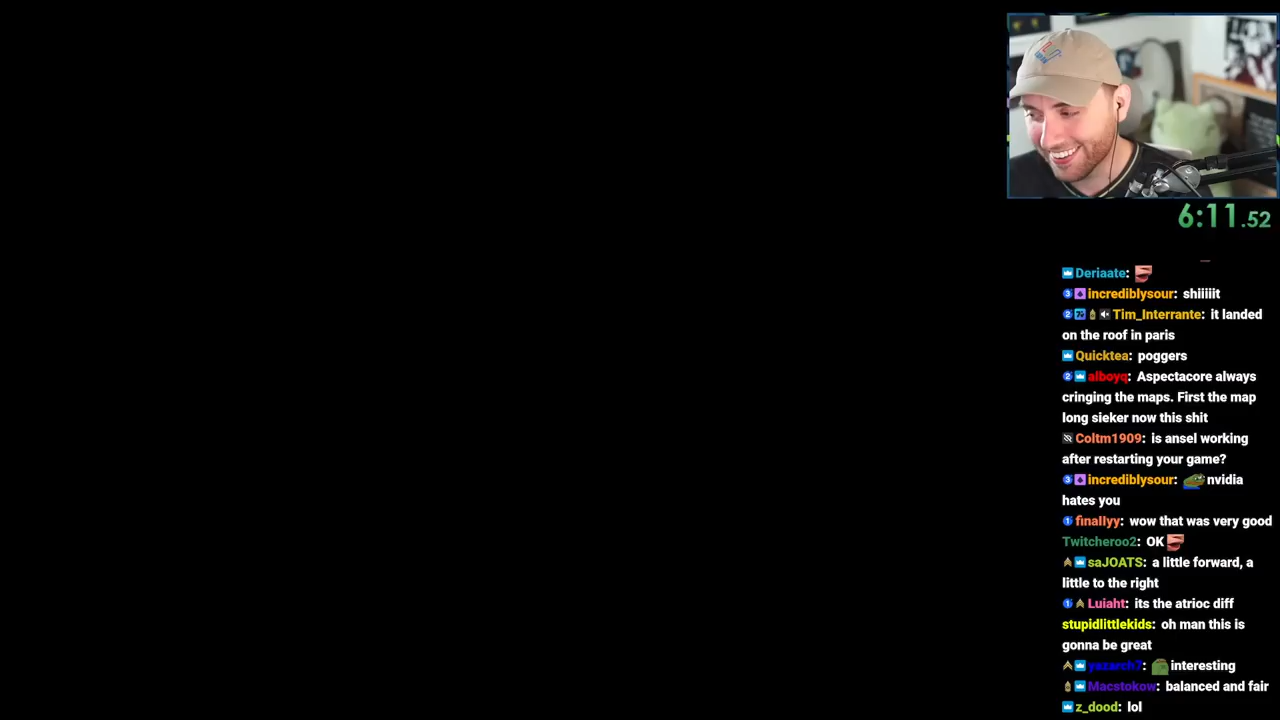 6:11.52
Deriaate:
incrediblysour: shiiiiit
Tim_Interrante: it landed
on the roof in paris
Quicktea: poggers
alboyq: Aspectacore always
cringing the maps. First the map
long sieker now this shit
Coltm1909: is ansel working
after restarting your game?
incrediblysour: nvidia
hates you
finallyy: wow that was very good
Twitcheroo2: OK
saJOATS: a little forward, a
little to the right
Luiaht: its the atrioc diff
stupidlittlekids: oh man this is
gonna be great
interesting
Macstokow: balanced and fair
z_dood: lol